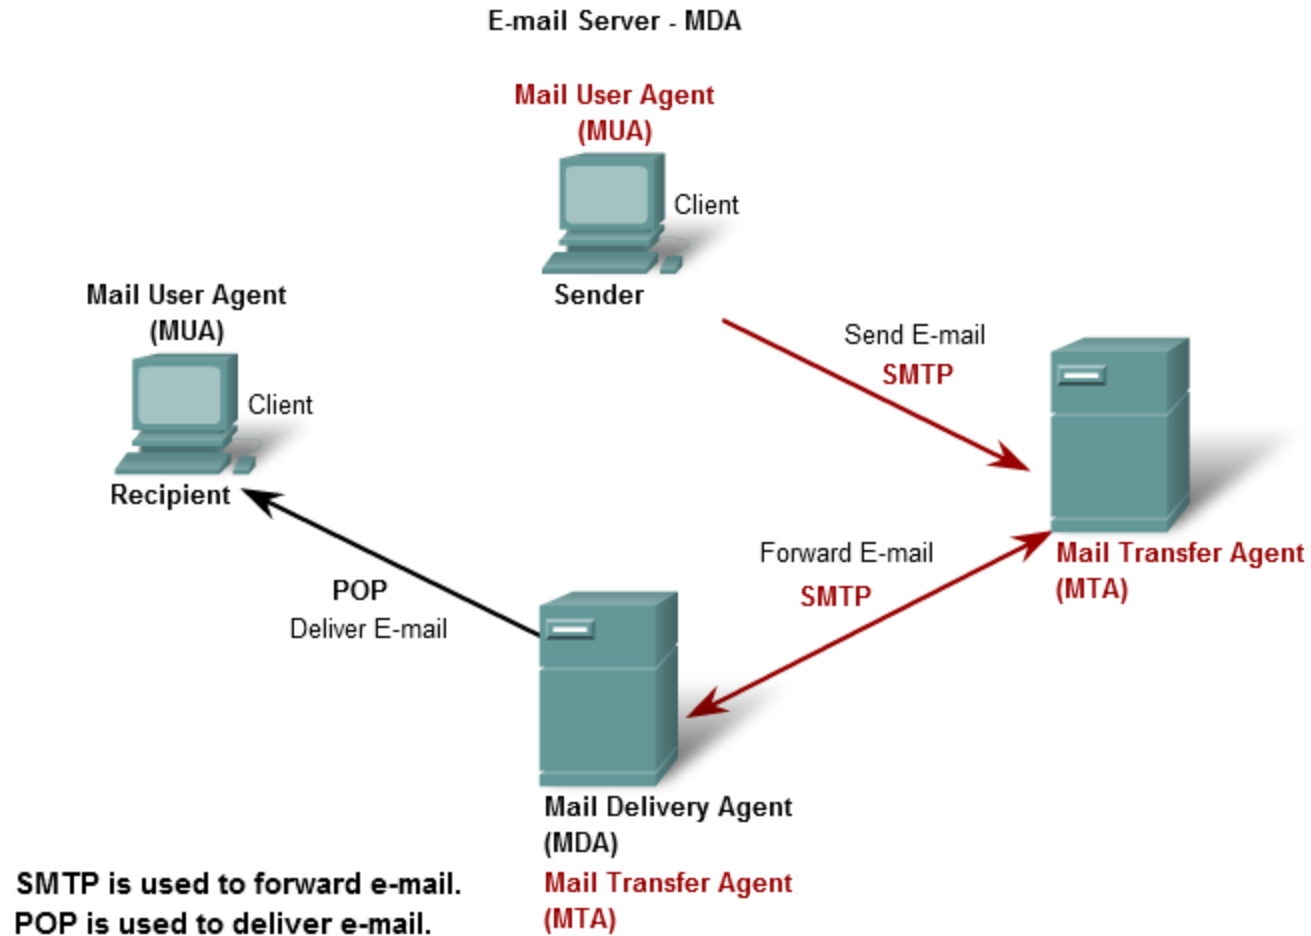 E-mail Server - MDA
Mail User Agent
(MUA)
Client
Sender
Mail User Agent
(MUA)
Client
Recipient
Send E-mail
SMTP
Forward E-mail
SMTP
Mail Transfer Agent
(MTA)
POP
Deliver E-mail
Mail Delivery Agent
(MDA)
Mail Transfer Agent
(MTA)
SMTP is used to forward e-mail.
POP is used to deliver e-mail.